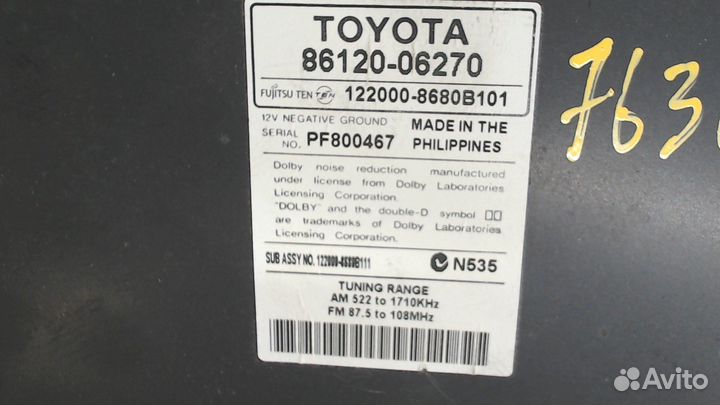 TOYOTA
86120-06270
FUJITSU TEN TEN 122000-8680B101
12V NEGATIVE GROUND
SERIAL NO. PF800467
MADE IN THE PHILIPPINES
Dolby noise reduction manufactured
under license from Dolby Laboratories
Licensing Corporation.
"DOLBY" and the double-D symbol
are trademarks of Dolby Laboratories
Licensing Corporation.
SUB ASSY NO. 122000-8680B111
N535
TUNING RANGE
AM 522 to 1710KHz
FM 87.5 to 108MHz
763
Avito